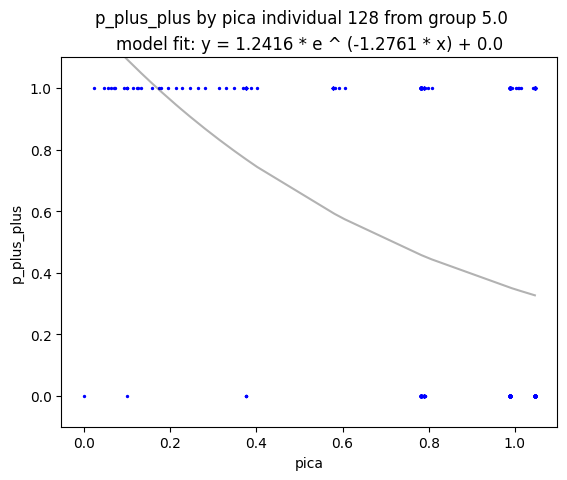 p_plus_plus by pica individual 128 from group 5.0
model fit: y = 1.2416 * e ^ (-1.2761 * x) + 0.0
1.0
0.8
0.6
0.4
0.2
0.0
p_plus_plus
0.0 0.2 0.4 0.6 0.8 1.0
pica